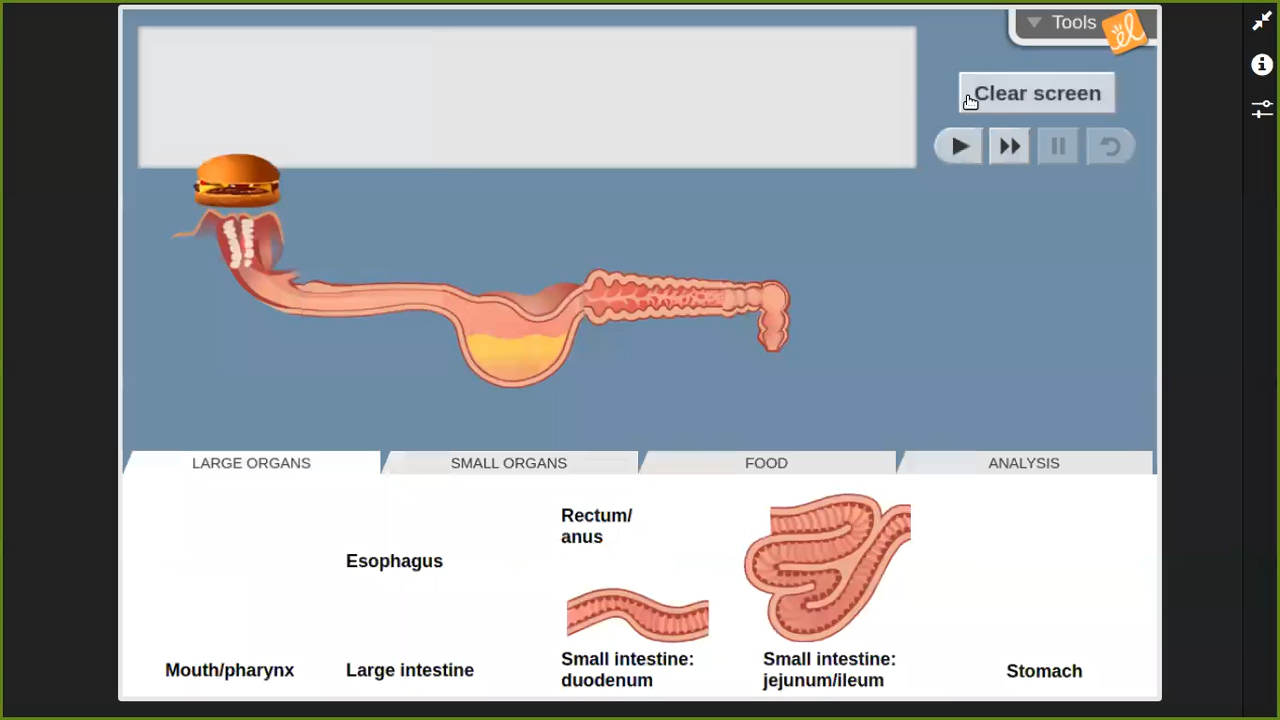 Tools
el
Clear screen
LARGE ORGANS
SMALL ORGANS
FOOD
ANALYSIS
Rectum/
anus
Esophagus
Mouth/pharynx
Large intestine
Small intestine:
duodenum
Small intestine:
jejunum/ileum
Stomach